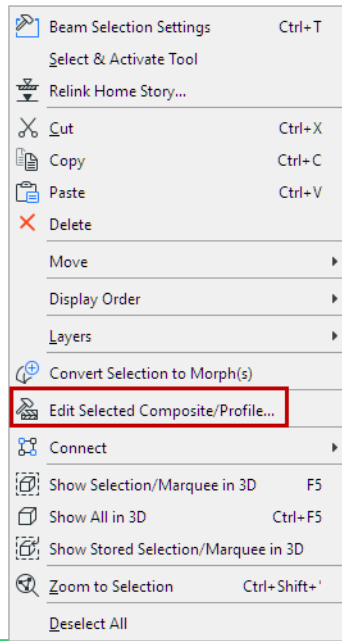 Beam Selection Settings Ctrl+T
Select & Activate Tool
Relink Home Story...
Cut Ctrl+X
Copy Ctrl+C
Paste Ctrl+V
Delete
Move
Display Order
Layers
Convert Selection to Morph(s)
Edit Selected Composite/Profile...
Connect
Show Selection/Marquee in 3D F5
Show All in 3D Ctrl+F5
Show Stored Selection/Marquee in 3D
Zoom to Selection Ctrl+Shift+'
Deselect All